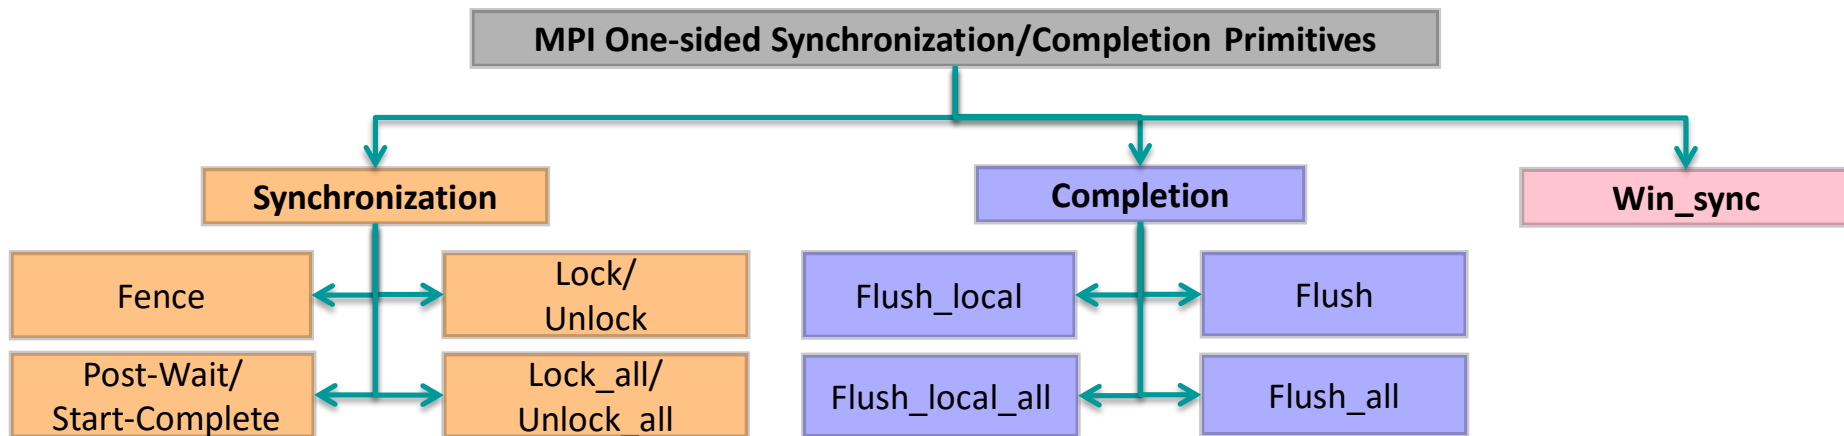 MPI One-sided Synchronization/Completion Primitives
Synchronization
Completion
Win_sync
Fence
Lock/
Unlock
Flush_local
Flush
Post-Wait/
Start-Complete
Lock_all/
Unlock_all
Flush_local_all
Flush_all